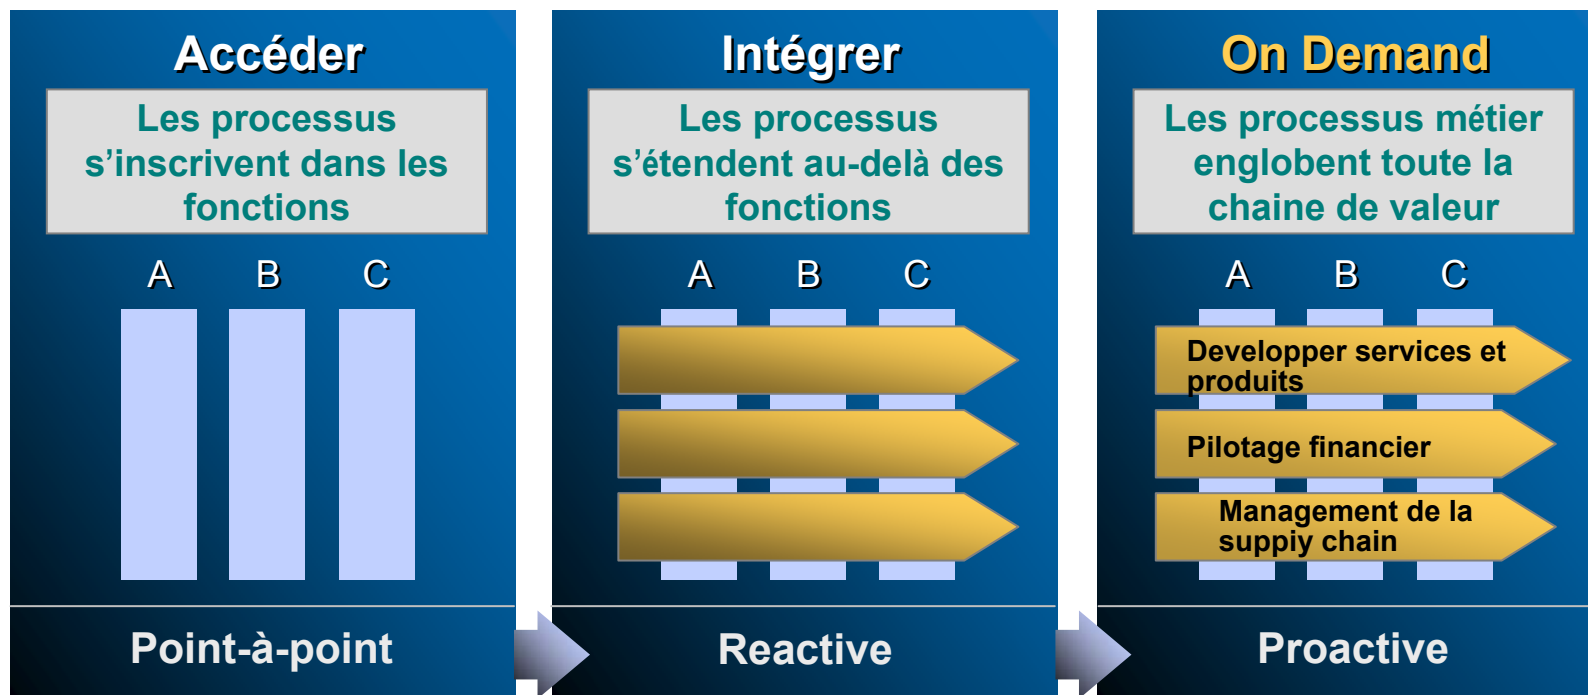 Accéder
Les processus
s’inscrivent dans les
fonctions
A B C
Point-à-point
Intégrer
Les processus
s’étendent au-delà des
fonctions
A B C
Reactive
On Demand
Les processus métier
englobent toute la
chaine de valeur
A B C
Developper services et
produits
Pilotage financier
Management de la
suppiy chain
Proactive